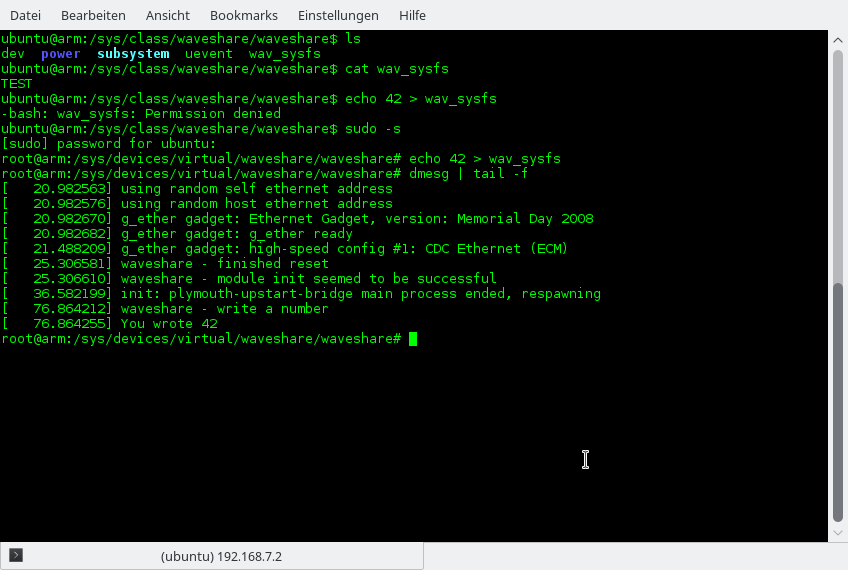 Datei Bearbeiten Ansicht Bookmarks Einstellungen Hilfe
ubuntu@arm:/sys/class/waveshare/waveshare$ ls
dev  power  subsystem  uevent  wav_sysfs
ubuntu@arm:/sys/class/waveshare/waveshare$ cat wav_sysfs
TEST
ubuntu@arm:/sys/class/waveshare/waveshare$ echo 42 > wav_sysfs
-bash: wav_sysfs: Permission denied
ubuntu@arm:/sys/class/waveshare/waveshare$ sudo -s
[sudo] password for ubuntu:
root@arm:/sys/devices/virtual/waveshare/waveshare# echo 42 > wav_sysfs
root@arm:/sys/devices/virtual/waveshare/waveshare# dmesg | tail -f
[   20.982563] using random self ethernet address
[   20.982576] using random host ethernet address
[   20.982670] g_ether gadget: Ethernet Gadget, version: Memorial Day 2008
[   20.982682] g_ether gadget: g_ether ready
[   21.488209] g_ether gadget: high-speed config #1: CDC Ethernet (ECM)
[   25.306581] waveshare - finished reset
[   25.306610] waveshare - module init seemed to be successful
[   36.582199] init: plymouth-upstart-bridge main process ended, respawning
[   76.864212] waveshare - write a number
[   76.864255] You wrote 42
root@arm:/sys/devices/virtual/waveshare/waveshare#
(ubuntu) 192.168.7.2